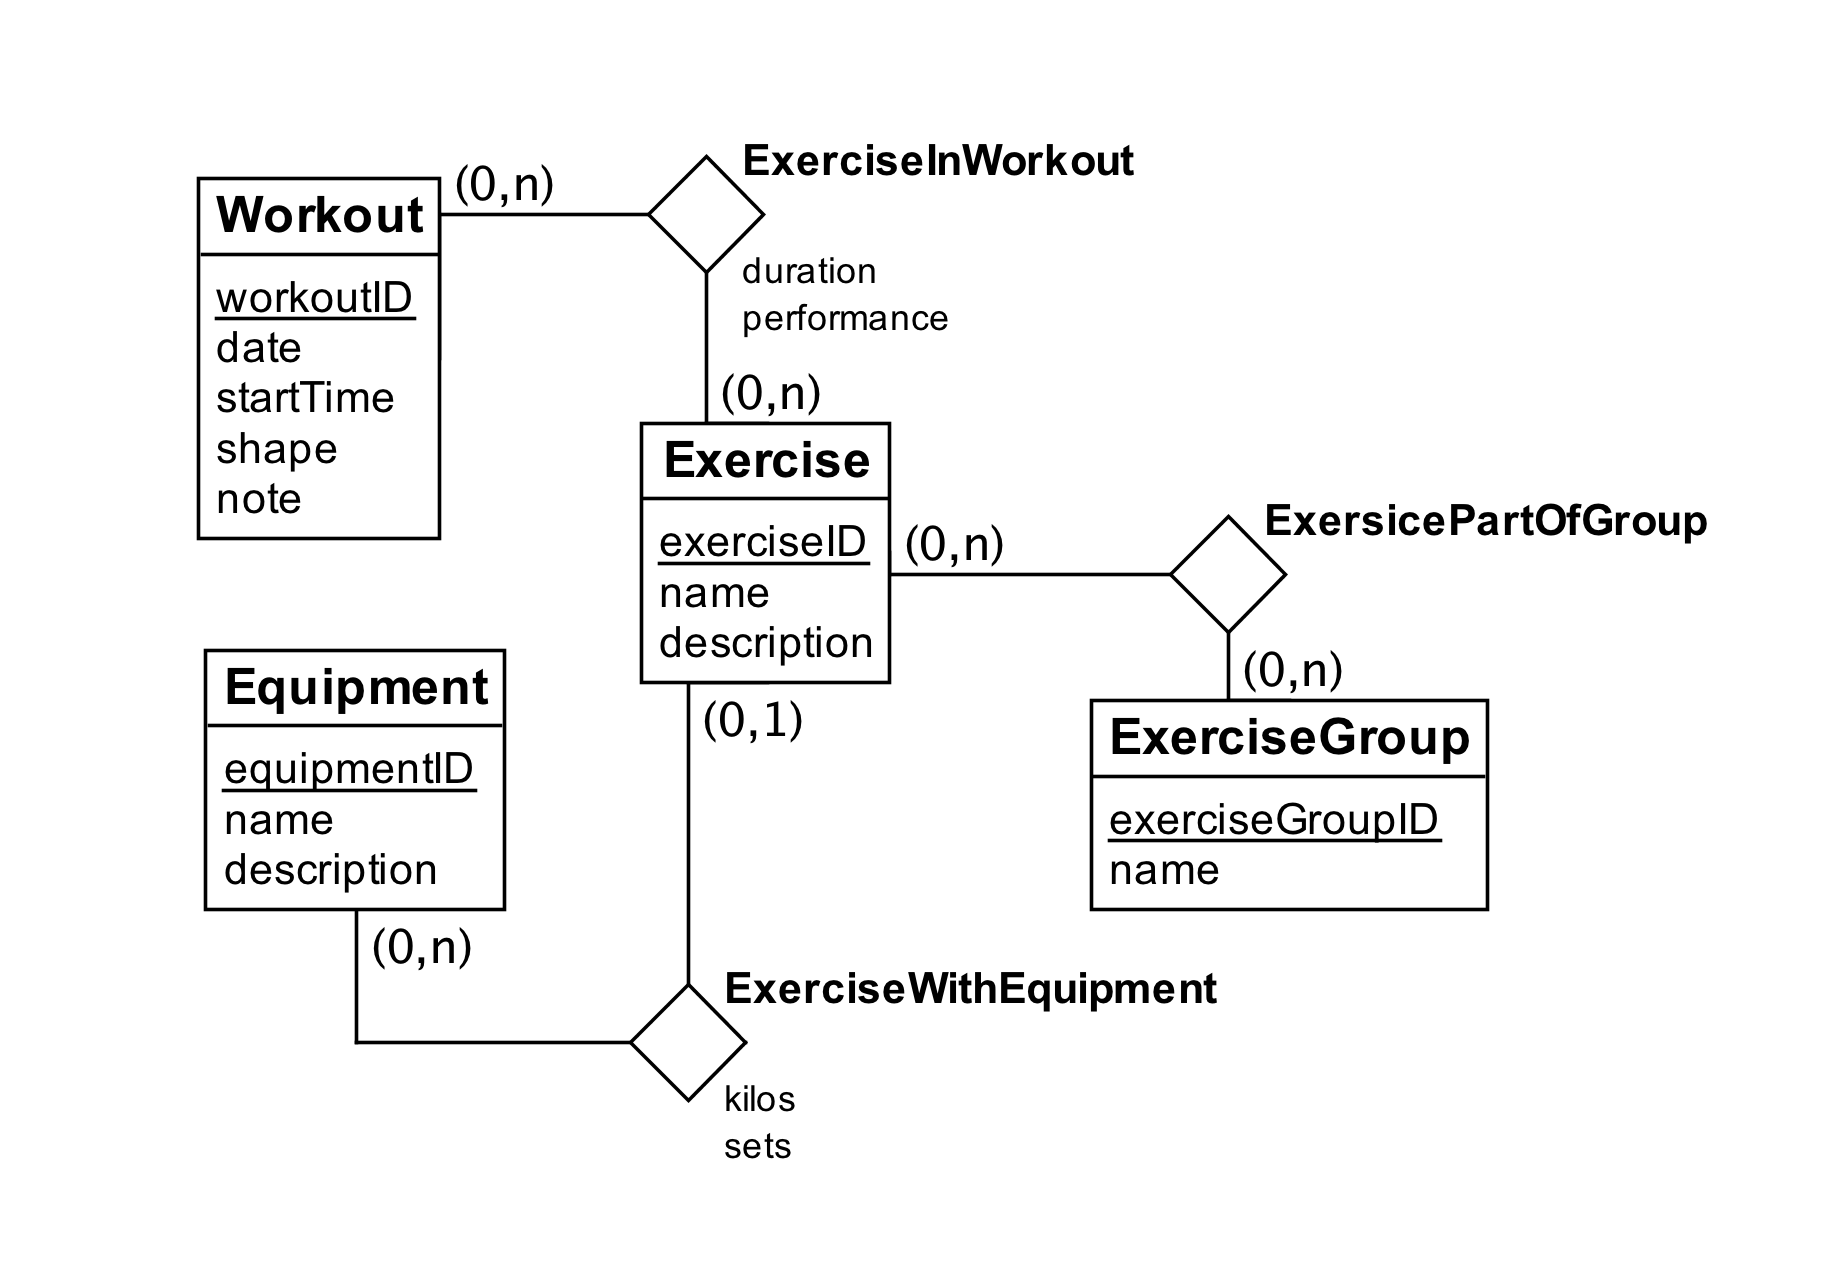 ExerciseInWorkout
(0,n)
Workout
workoutID
date
startTime
shape
note
duration
performance
(0,n)
Exercise
exerciseID
name
description
(0,n)
ExersicePartOfGroup
(0,n)
(0,1)
Equipment
equipmentID
name
description
(0,n)
ExerciseGroup
exerciseGroupID
name
ExerciseWithEquipment
kilos
sets